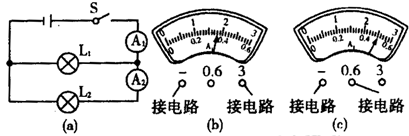 S
L₁
A₁
A₂
L₂
(a)
0 1 2 3
0 0.2 0.4 0.6
A
− 0.6 3
接电路 接电路
(b)
0 1 2 3
0 0.2 0.4 0.6
A
− 0.6 3
接电路 接电路
(c)